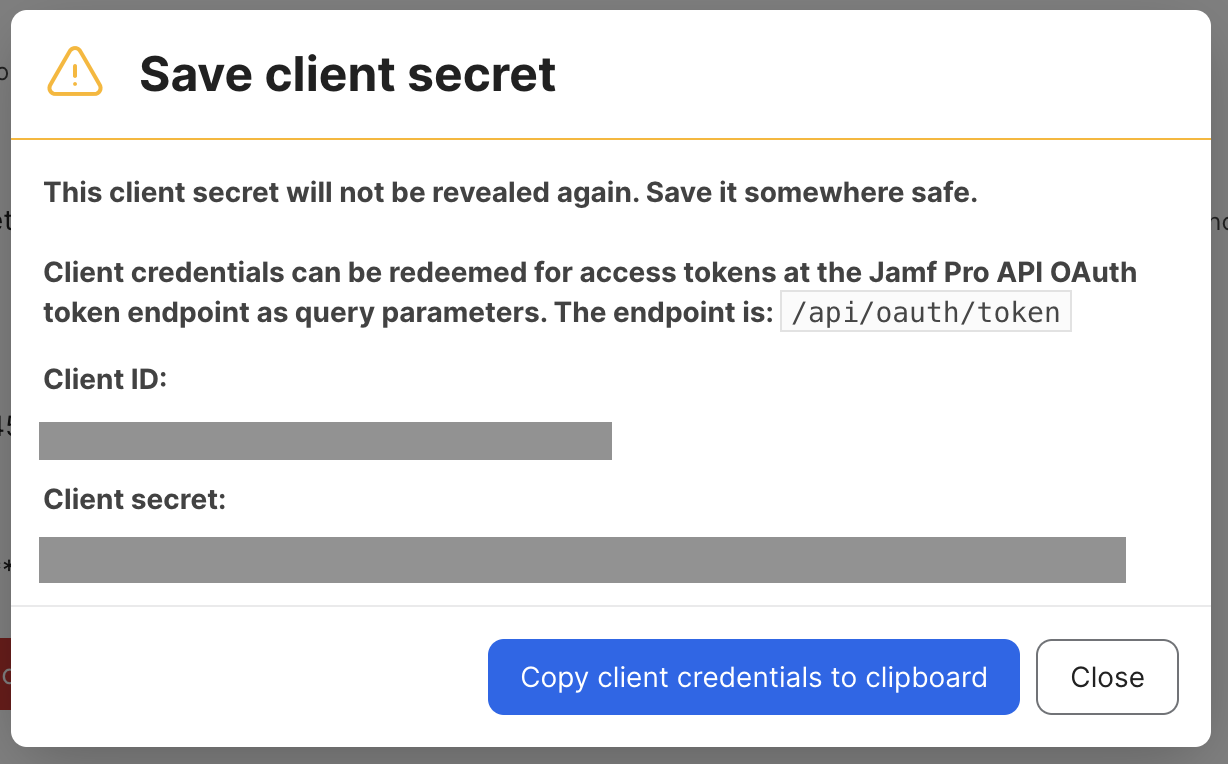 Save client secret
This client secret will not be revealed again. Save it somewhere safe.
Client credentials can be redeemed for access tokens at the Jamf Pro API OAuth
token endpoint as query parameters. The endpoint is: /api/oauth/token
Client ID:
Client secret:
Copy client credentials to clipboard
Close